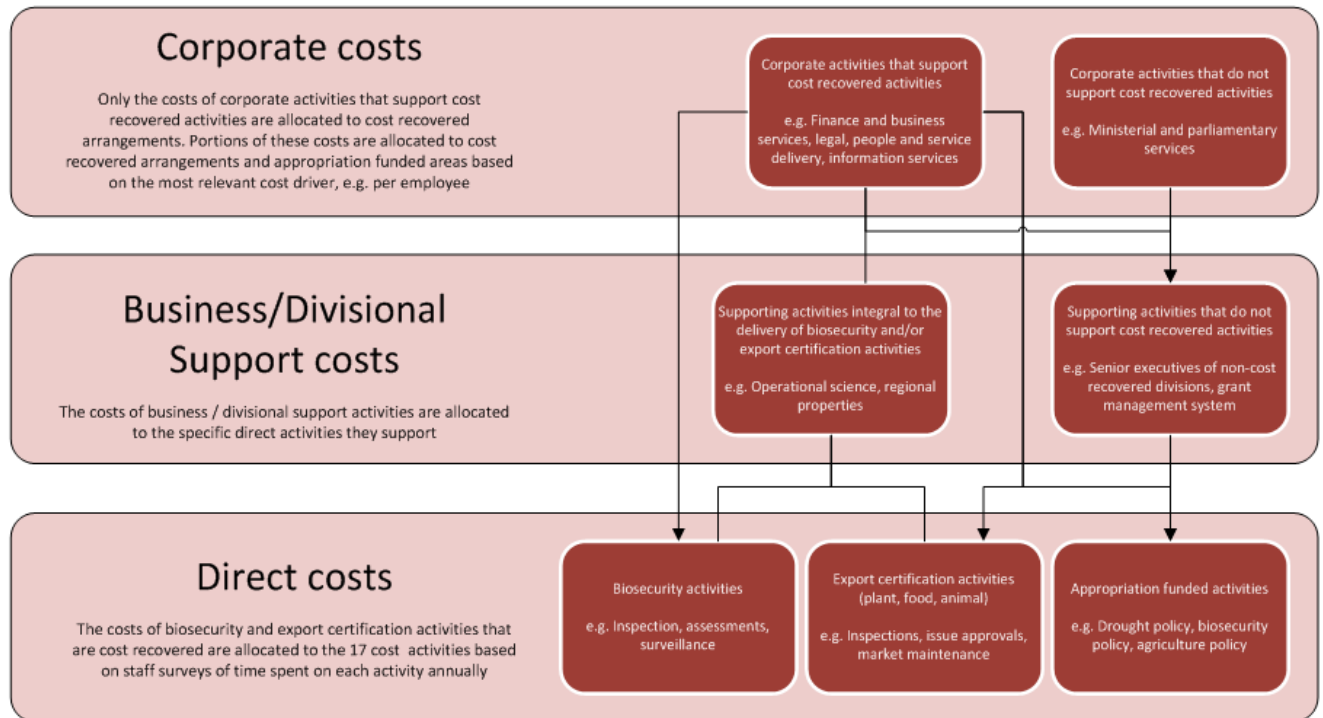 Corporate costs
Only the costs of corporate activities that support cost
recovered activities are allocated to cost recovered
arrangements. Portions of these costs are allocated to cost
recovered arrangements and appropriation funded areas based
on the most relevant cost driver, e.g. per employee
Corporate activities that support
cost recovered activities
e.g. Finance and business
services, legal, people and service
delivery, information services
Corporate activities that do not
support cost recovered activities
e.g. Ministerial and parliamentary
services
Business/Divisional
Support costs
The costs of business / divisional support activities are allocated
to the specific direct activities they support
Supporting activities integral to the
delivery of biosecurity and/or
export certification activities
e.g. Operational science, regional
properties
Supporting activities that do not
support cost recovered activities
e.g. Senior executives of non-cost
recovered divisions, grant
management system
Direct costs
The costs of biosecurity and export certification activities that
are cost recovered are allocated to the 17 cost activities based
on staff surveys of time spent on each activity annually
Biosecurity activities
e.g. Inspection, assessments,
surveillance
Export certification activities
(plant, food, animal)
e.g. Inspections, issue approvals,
market maintenance
Appropriation funded activities
e.g. Drought policy, biosecurity
policy, agriculture policy